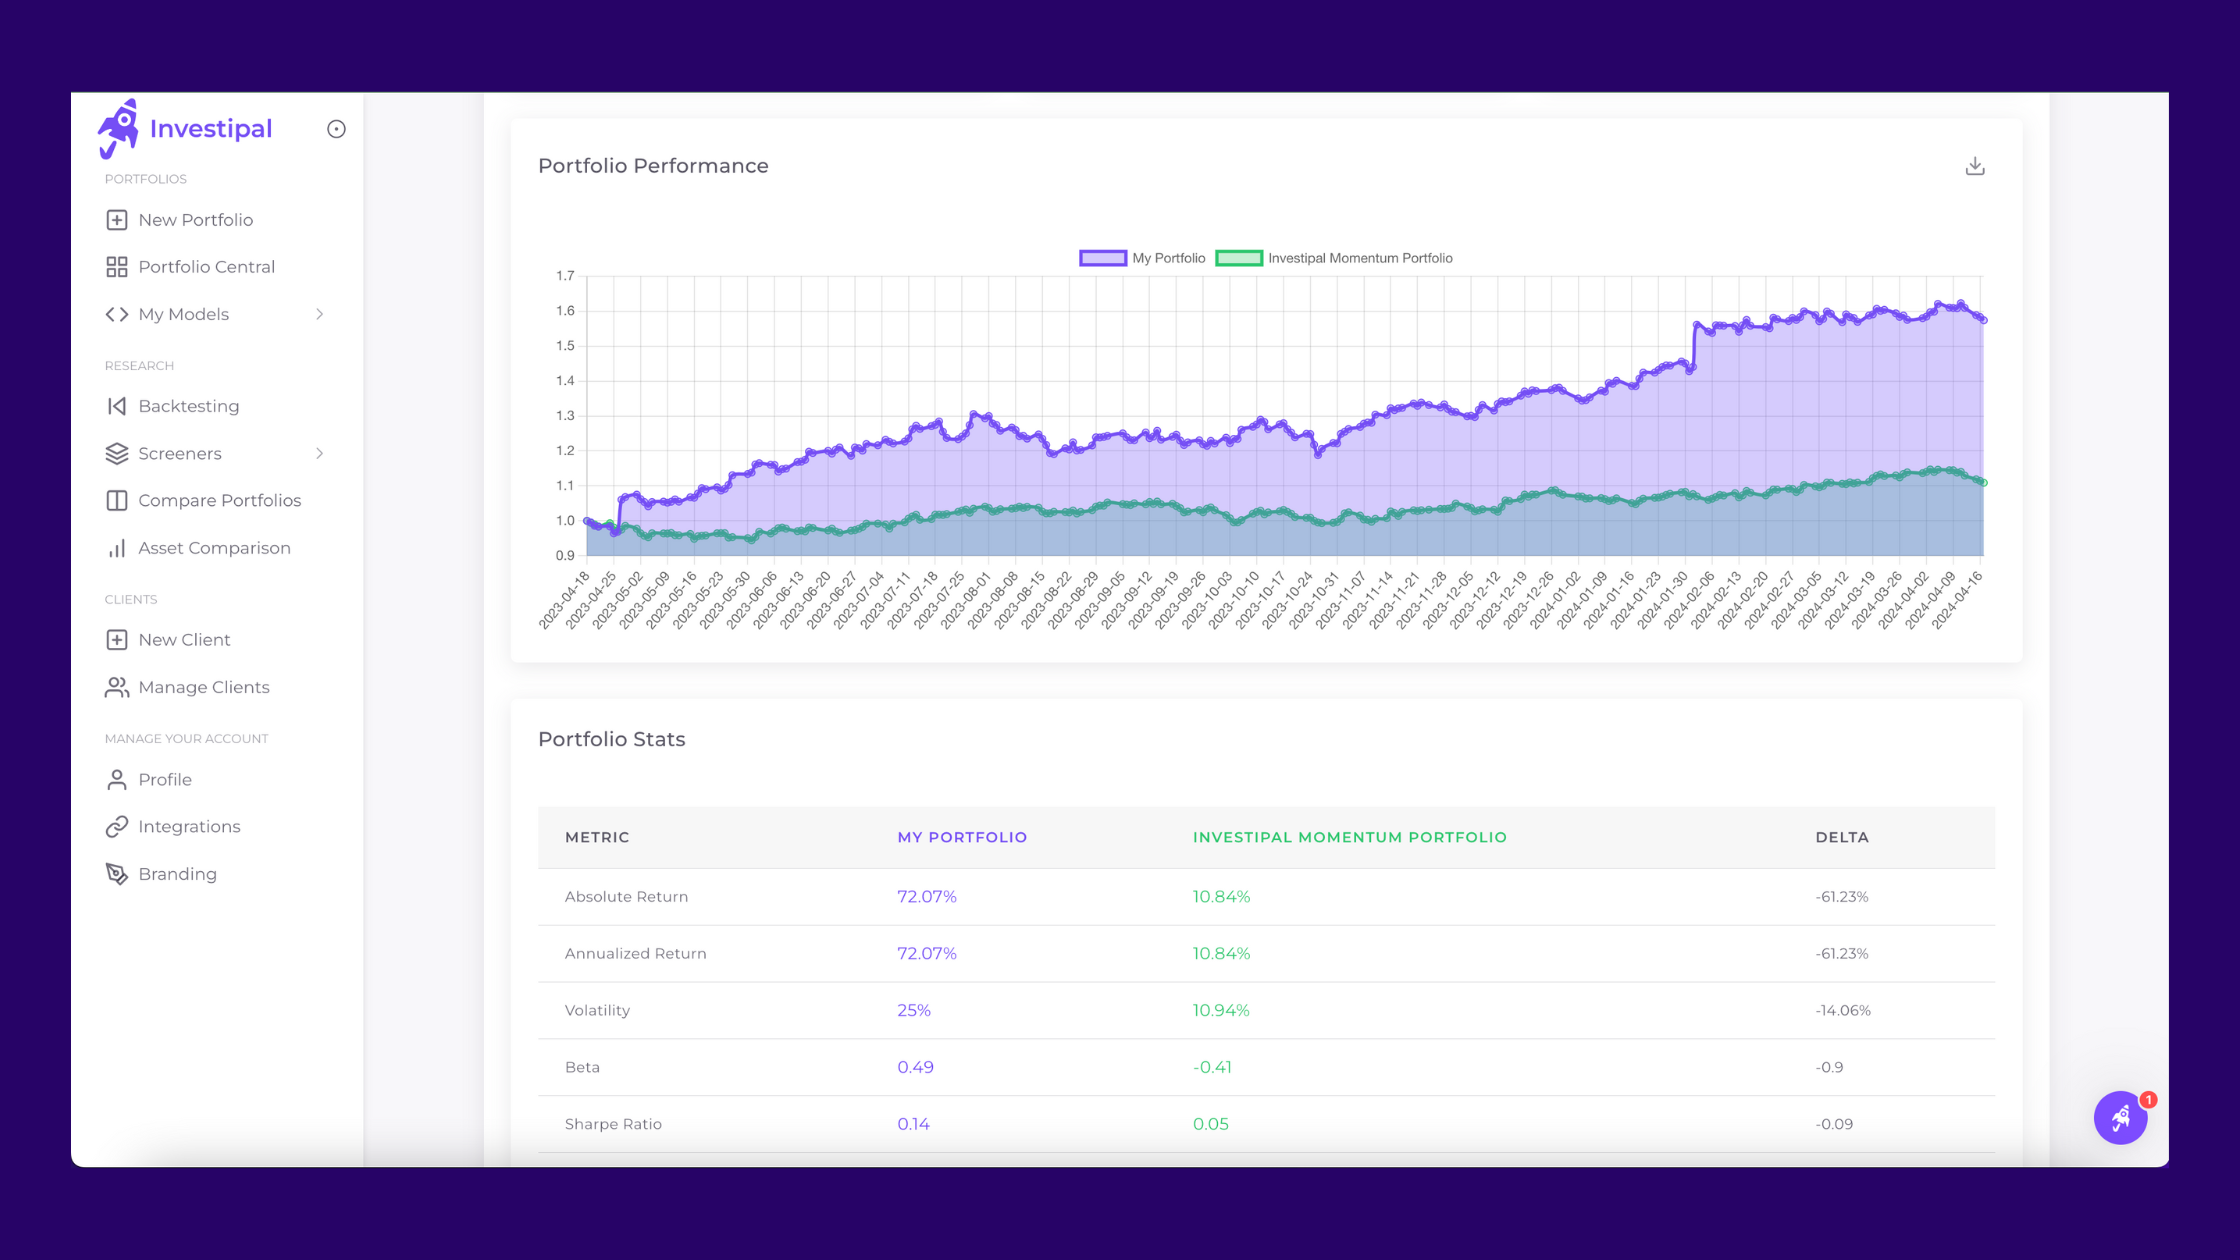 Investipal
PORTFOLIOS
New Portfolio
Portfolio Central
My Models
RESEARCH
Backtesting
Screeners
Compare Portfolios
Asset Comparison
CLIENTS
New Client
Manage Clients
MANAGE YOUR ACCOUNT
Profile
Integrations
Branding
Portfolio Performance
My Portfolio Investipal Momentum Portfolio
1.7
1.6
1.5
1.4
1.3
1.2
1.1
1.0
0.9
2023-04-18
2023-04-25
2023-05-02
2023-05-09
2023-05-16
2023-05-23
2023-05-30
2023-06-06
2023-06-13
2023-06-20
2023-06-27
2023-07-04
2023-07-11
2023-07-18
2023-07-25
2023-08-01
2023-08-08
2023-08-15
2023-08-22
2023-08-29
2023-09-05
2023-09-12
2023-09-19
2023-09-26
2023-10-03
2023-10-10
2023-10-17
2023-10-24
2023-10-31
2023-11-07
2023-11-14
2023-11-21
2023-11-28
2023-12-05
2023-12-12
2023-12-19
2023-12-26
2024-01-02
2024-01-09
2024-01-16
2024-01-23
2024-01-30
2024-02-06
2024-02-13
2024-02-20
2024-02-27
2024-03-05
2024-03-12
2024-03-19
2024-03-26
2024-04-02
2024-04-09
2024-04-16
Portfolio Stats
METRIC MY PORTFOLIO INVESTIPAL MOMENTUM PORTFOLIO DELTA
Absolute Return 72.07% 10.84% -61.23%
Annualized Return 72.07% 10.84% -61.23%
Volatility 25% 10.94% -14.06%
Beta 0.49 -0.41 -0.9
Sharpe Ratio 0.14 0.05 -0.09
1